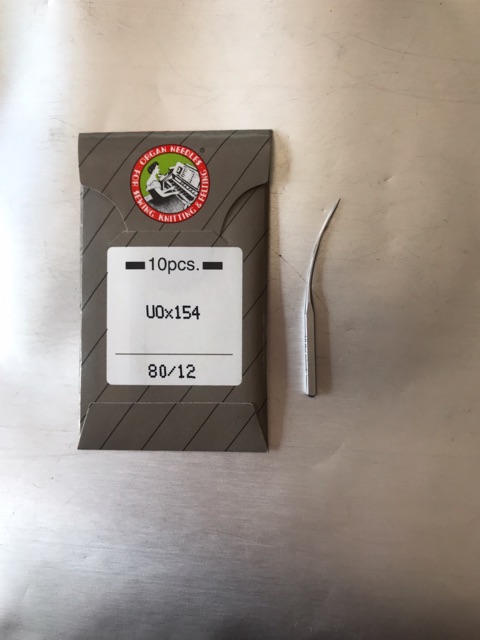 ORGAN NEEDLES
FOR SEWING KNITTING & FELTING
®
10pcs.
UOx154
80/12